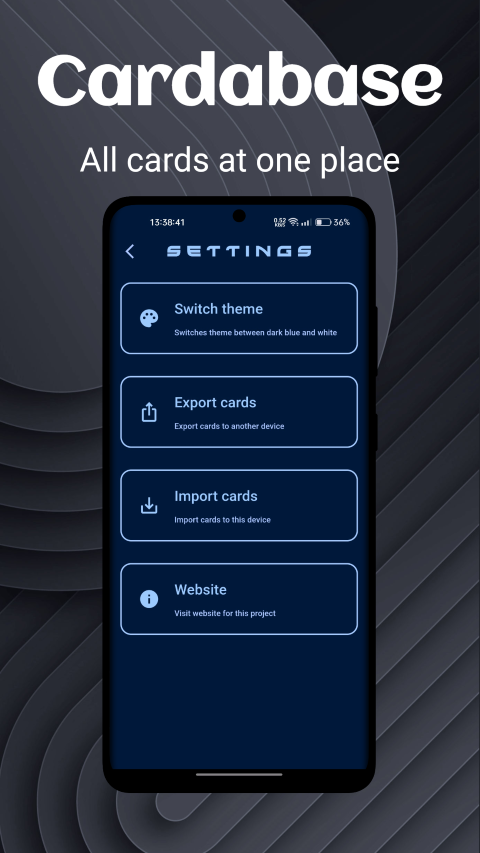 Cardabase
All cards at one place
13:38:41
0.52 KB/S 36%
SETTINGS
Switch theme
Switches theme between dark blue and white
Export cards
Export cards to another device
Import cards
Import cards to this device
Website
Visit website for this project